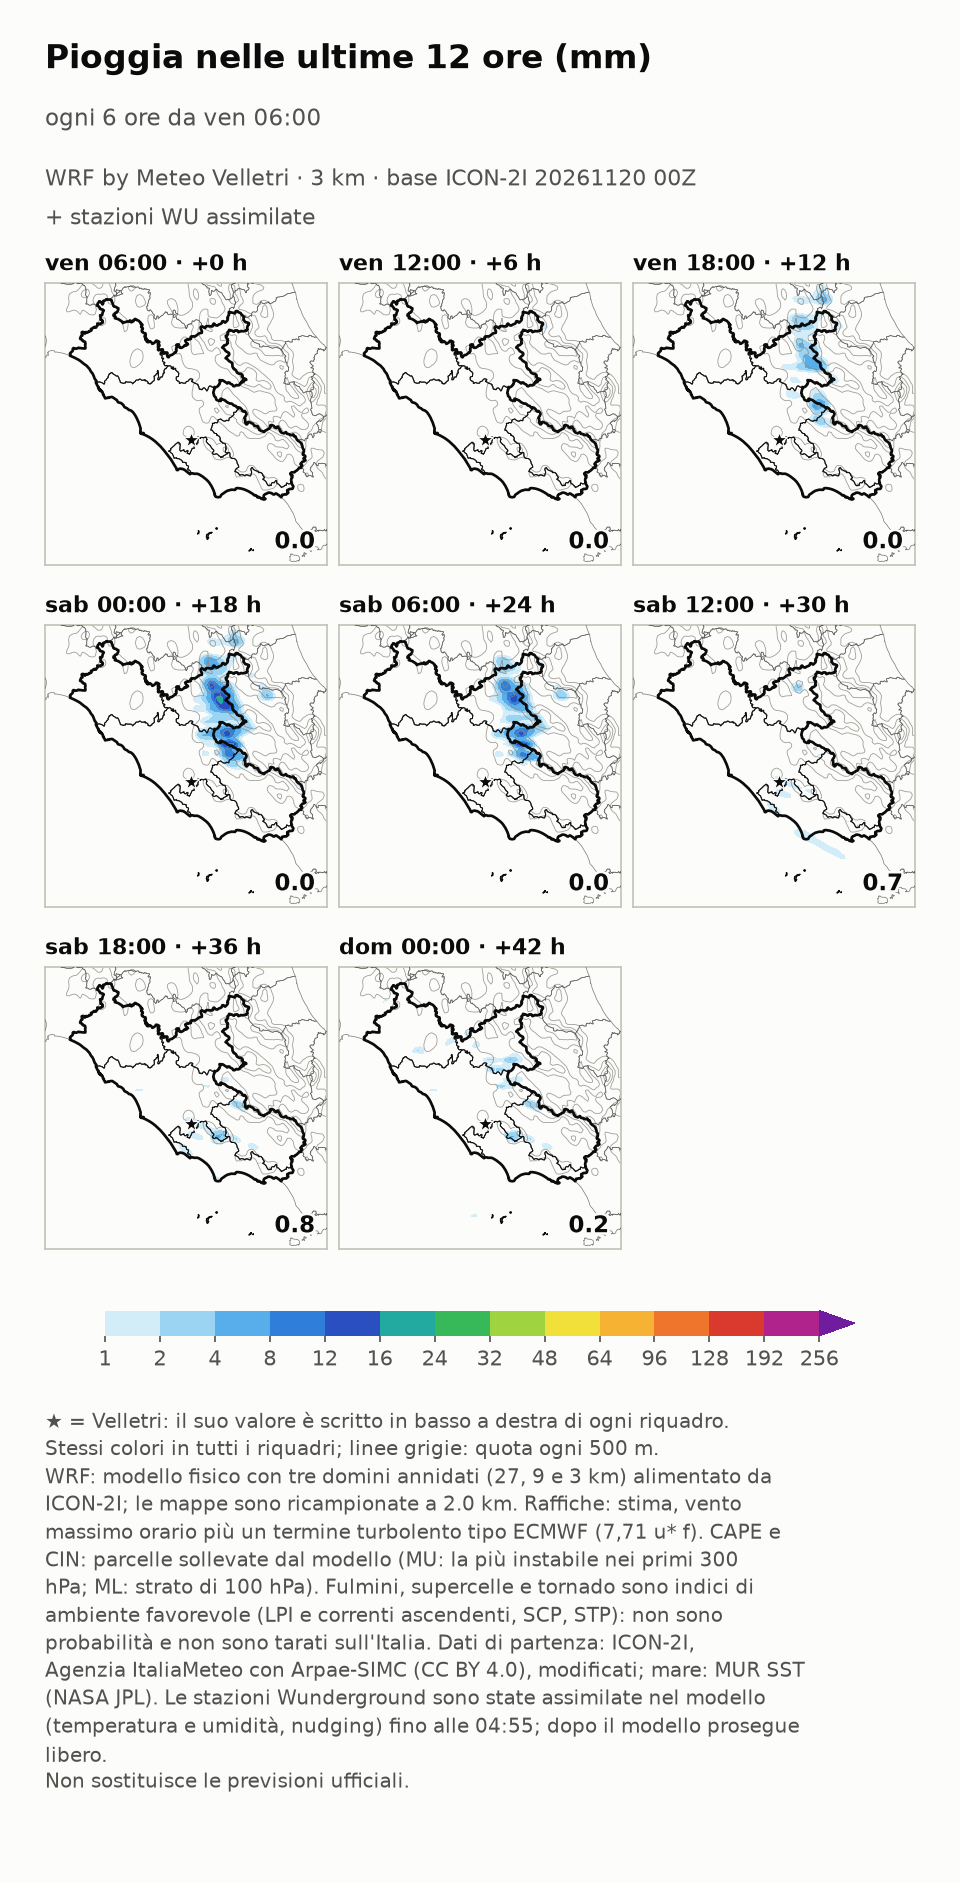 Pioggia nelle ultime 12 ore (mm)
ogni 6 ore da ven 06:00
WRF by Meteo Velletri · 3 km · base ICON-2I 20261120 00Z
+ stazioni WU assimilate
ven 06:00 · +0 h
ven 12:00 · +6 h
ven 18:00 · +12 h
0.0
0.0
0.0
sab 00:00 · +18 h
sab 06:00 · +24 h
sab 12:00 · +30 h
0.0
0.0
0.7
sab 18:00 · +36 h
dom 00:00 · +42 h
0.8
0.2
1 2 4 8 12 16 24 32 48 64 96 128 192 256
★ = Velletri: il suo valore è scritto in basso a destra di ogni riquadro.
Stessi colori in tutti i riquadri; linee grigie: quota ogni 500 m.
WRF: modello fisico con tre domini annidati (27, 9 e 3 km) alimentato da
ICON-2I; le mappe sono ricampionate a 2.0 km. Raffiche: stima, vento
massimo orario più un termine turbolento tipo ECMWF (7,71 u* f). CAPE e
CIN: parcelle sollevate dal modello (MU: la più instabile nei primi 300
hPa; ML: strato di 100 hPa). Fulmini, supercelle e tornado sono indici di
ambiente favorevole (LPI e correnti ascendenti, SCP, STP): non sono
probabilità e non sono tarati sull'Italia. Dati di partenza: ICON-2I,
Agenzia ItaliaMeteo con Arpae-SIMC (CC BY 4.0), modificati; mare: MUR SST
(NASA JPL). Le stazioni Wunderground sono state assimilate nel modello
(temperatura e umidità, nudging) fino alle 04:55; dopo il modello prosegue
libero.
Non sostituisce le previsioni ufficiali.